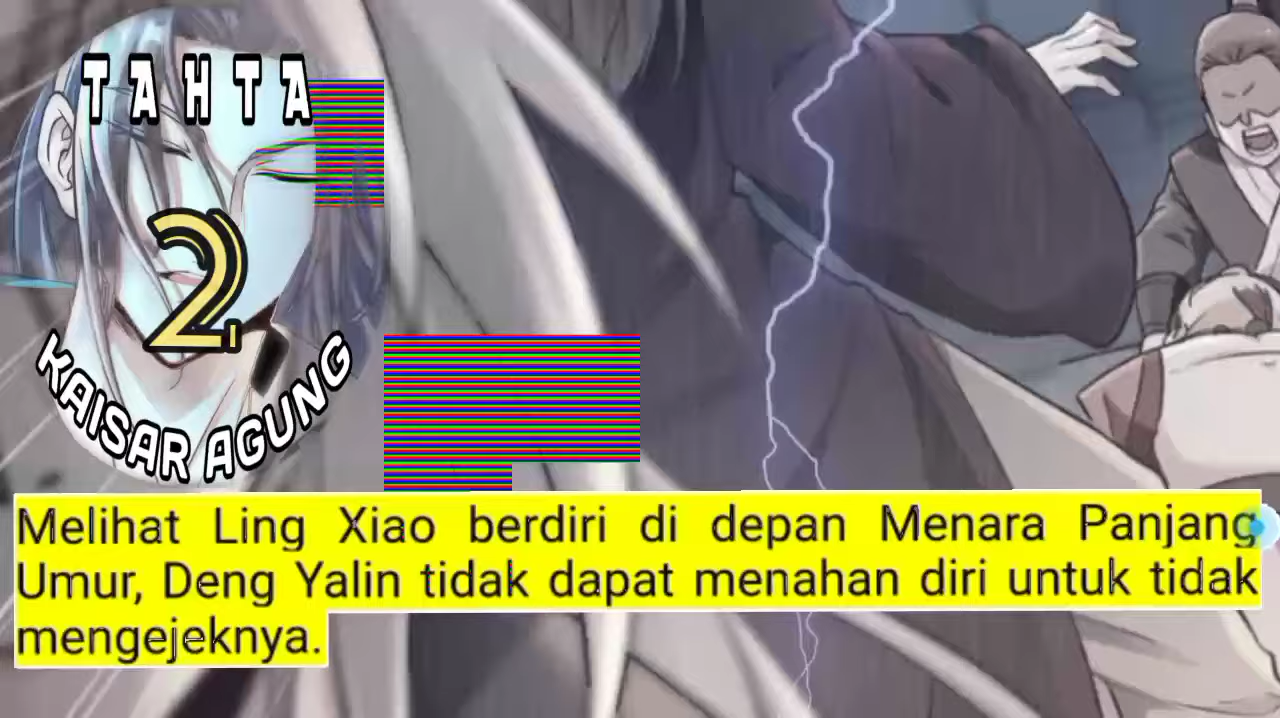 TAHTA
2
KAISAR AGUNG
Melihat Ling Xiao berdiri di depan Menara Panjang
Umur, Deng Yalin tidak dapat menahan diri untuk tidak
mengejeknya.